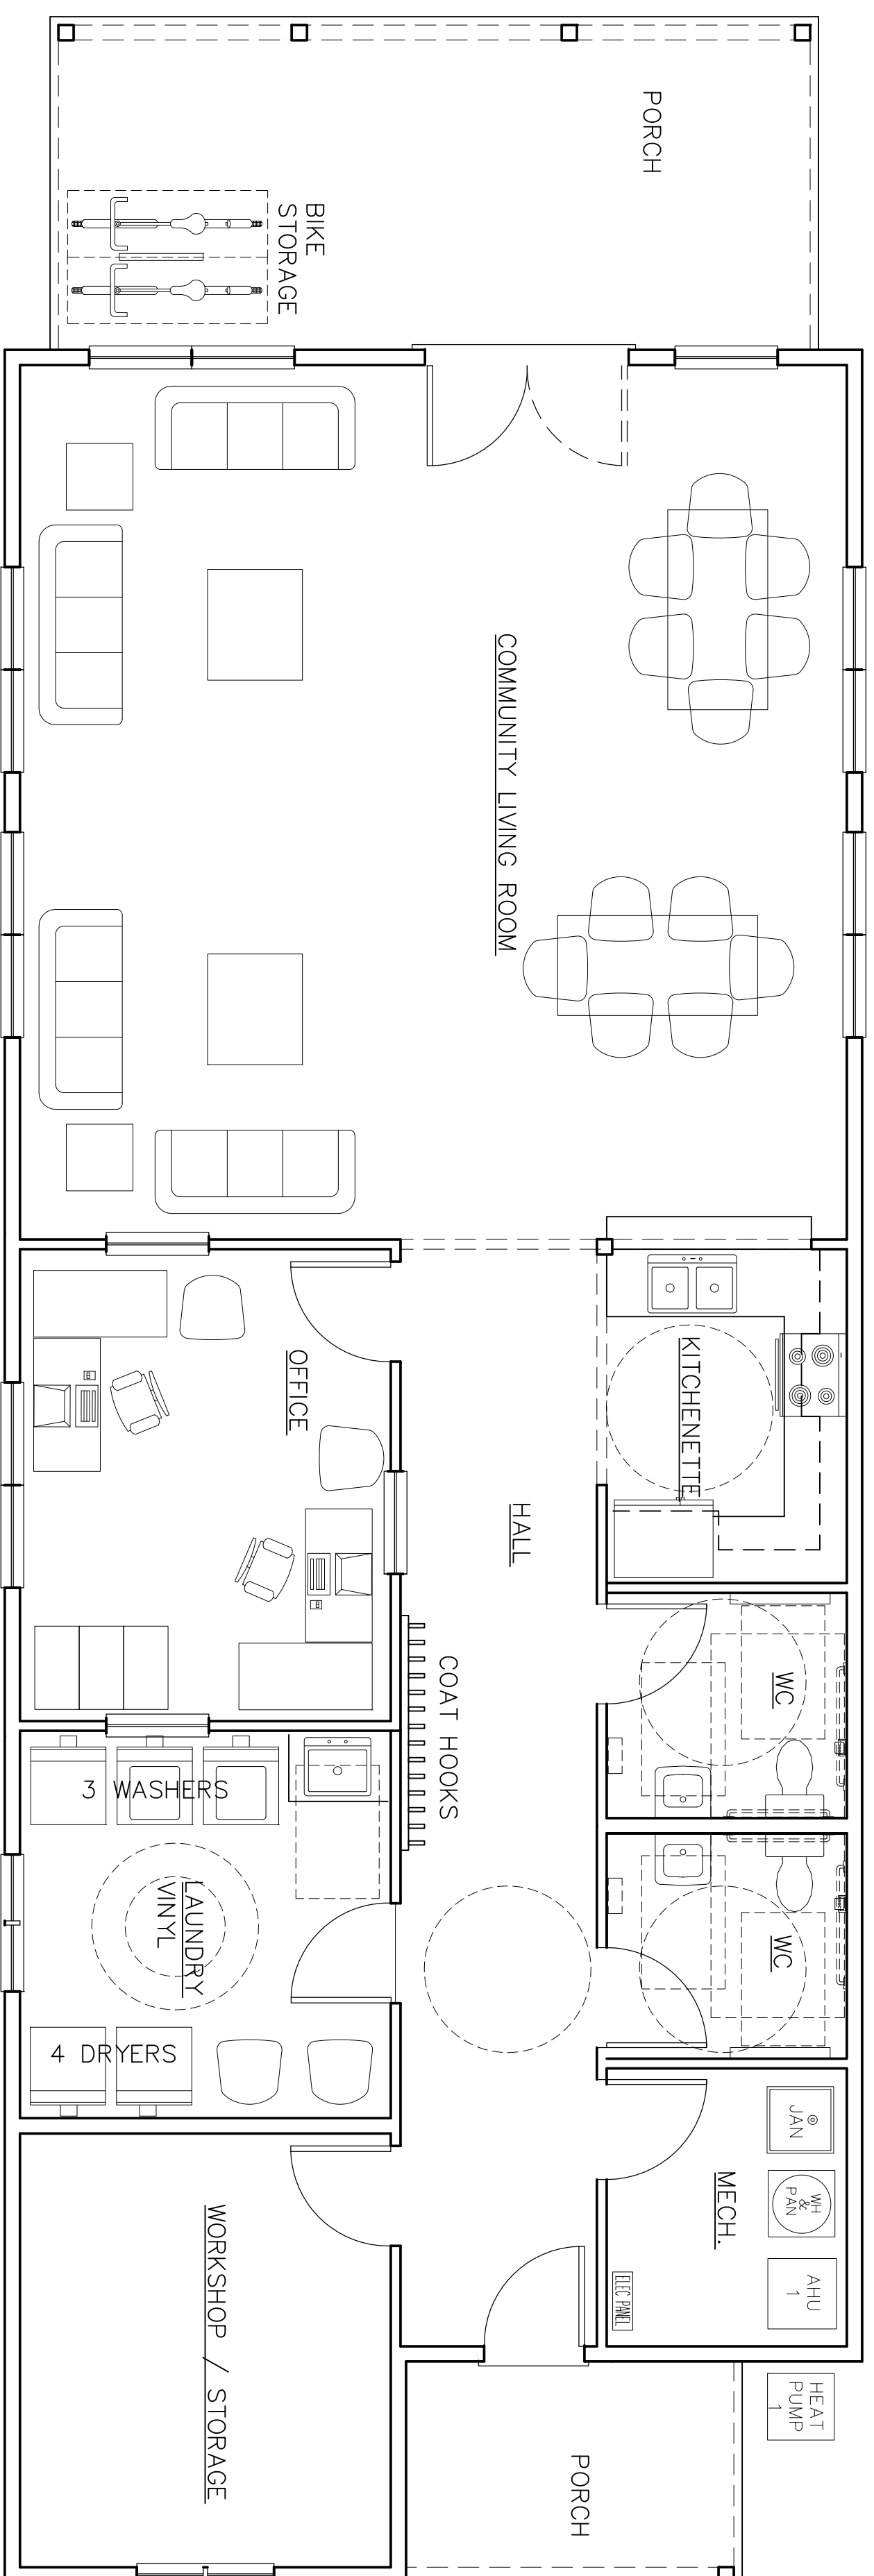 PORCH
BIKE
STORAGE
COMMUNITY LIVING ROOM
KITCHENETTE
OFFICE
HALL
COAT HOOKS
WC
WC
3 WASHERS
LAUNDRY
VINYL
4 DRYERS
JAN
WH
&
PAN
AHU
1
MECH.
ELEC PANEL
WORKSHOP / STORAGE
HEAT
PUMP
1
PORCH